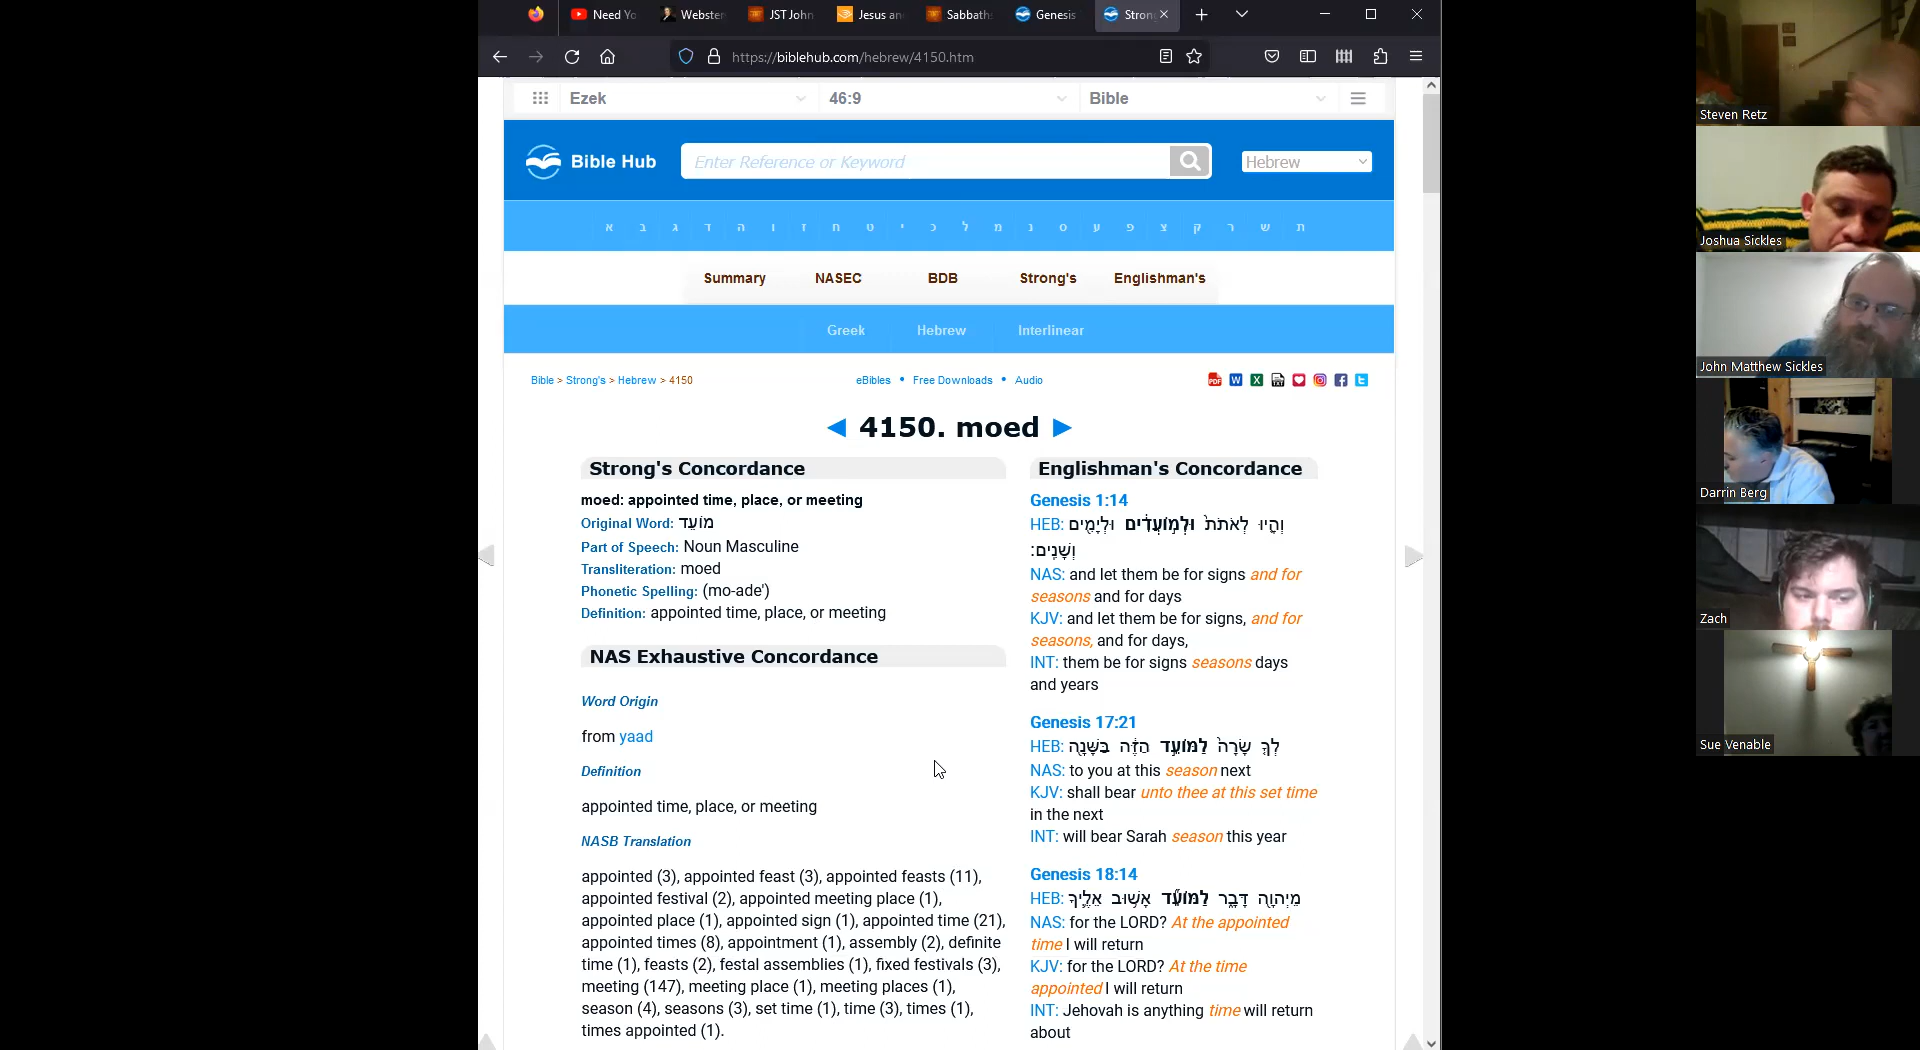 Need Yo
Webster
JST John
Jesus an
Sabbath
Genesis
Stron
https://biblehub.com/hebrew/4150.htm
Ezek 46:9 Bible
Bible Hub Enter Reference or Keyword Hebrew
א ב ג ד ה ו ז ח ט י כ ל מ נ ס ע פ צ ק ר ש ת
Summary NASEC BDB Strong's Englishman's
Greek Hebrew Interlinear
Bible > Strong's > Hebrew > 4150
eBibles • Free Downloads • Audio
◄ 4150. moed ►
Strong's Concordance
moed: appointed time, place, or meeting
Original Word: מוֹעֵד
Part of Speech: Noun Masculine
Transliteration: moed
Phonetic Spelling: (mo-ade')
Definition: appointed time, place, or meeting
NAS Exhaustive Concordance
Word Origin
from yaad
Definition
appointed time, place, or meeting
NASB Translation
appointed (3), appointed feast (3), appointed feasts (11),
appointed festival (2), appointed meeting place (1),
appointed place (1), appointed sign (1), appointed time (21),
appointed times (8), appointment (1), assembly (2), definite
time (1), feasts (2), festal assemblies (1), fixed festivals (3),
meeting (147), meeting place (1), meeting places (1),
season (4), seasons (3), set time (1), time (3), times (1),
times appointed (1).
Englishman's Concordance
Genesis 1:14
HEB: וְהָי֤וּ לְאֹתֹת֙ וּלְמ֣וֹעֲדִ֔ים וּלְיָמִ֖ים
וְשָׁנִֽים׃
NAS: and let them be for signs and for
seasons and for days
KJV: and let them be for signs, and for
seasons, and for days,
INT: them be for signs seasons days
and years
Genesis 17:21
HEB: לְךָ֤ שָׂרָה֙ לַמּוֹעֵ֣ד הַזֶּ֔ה בַּשָּׁנָ֖ה
NAS: to you at this season next
KJV: shall bear unto thee at this set time
in the next
INT: will bear Sarah season this year
Genesis 18:14
HEB: מֵיְהוָ֖ה דָּבָ֑ר לַמּוֹעֵ֞ד אָשׁ֥וּב אֵלֶ֛יךָ
NAS: for the LORD? At the appointed
time I will return
KJV: for the LORD? At the time
appointed I will return
INT: Jehovah is anything time will return
about
Steven Retz
Joshua Sickles
John Matthew Sickles
Darrin Berg
Zach
Sue Venable